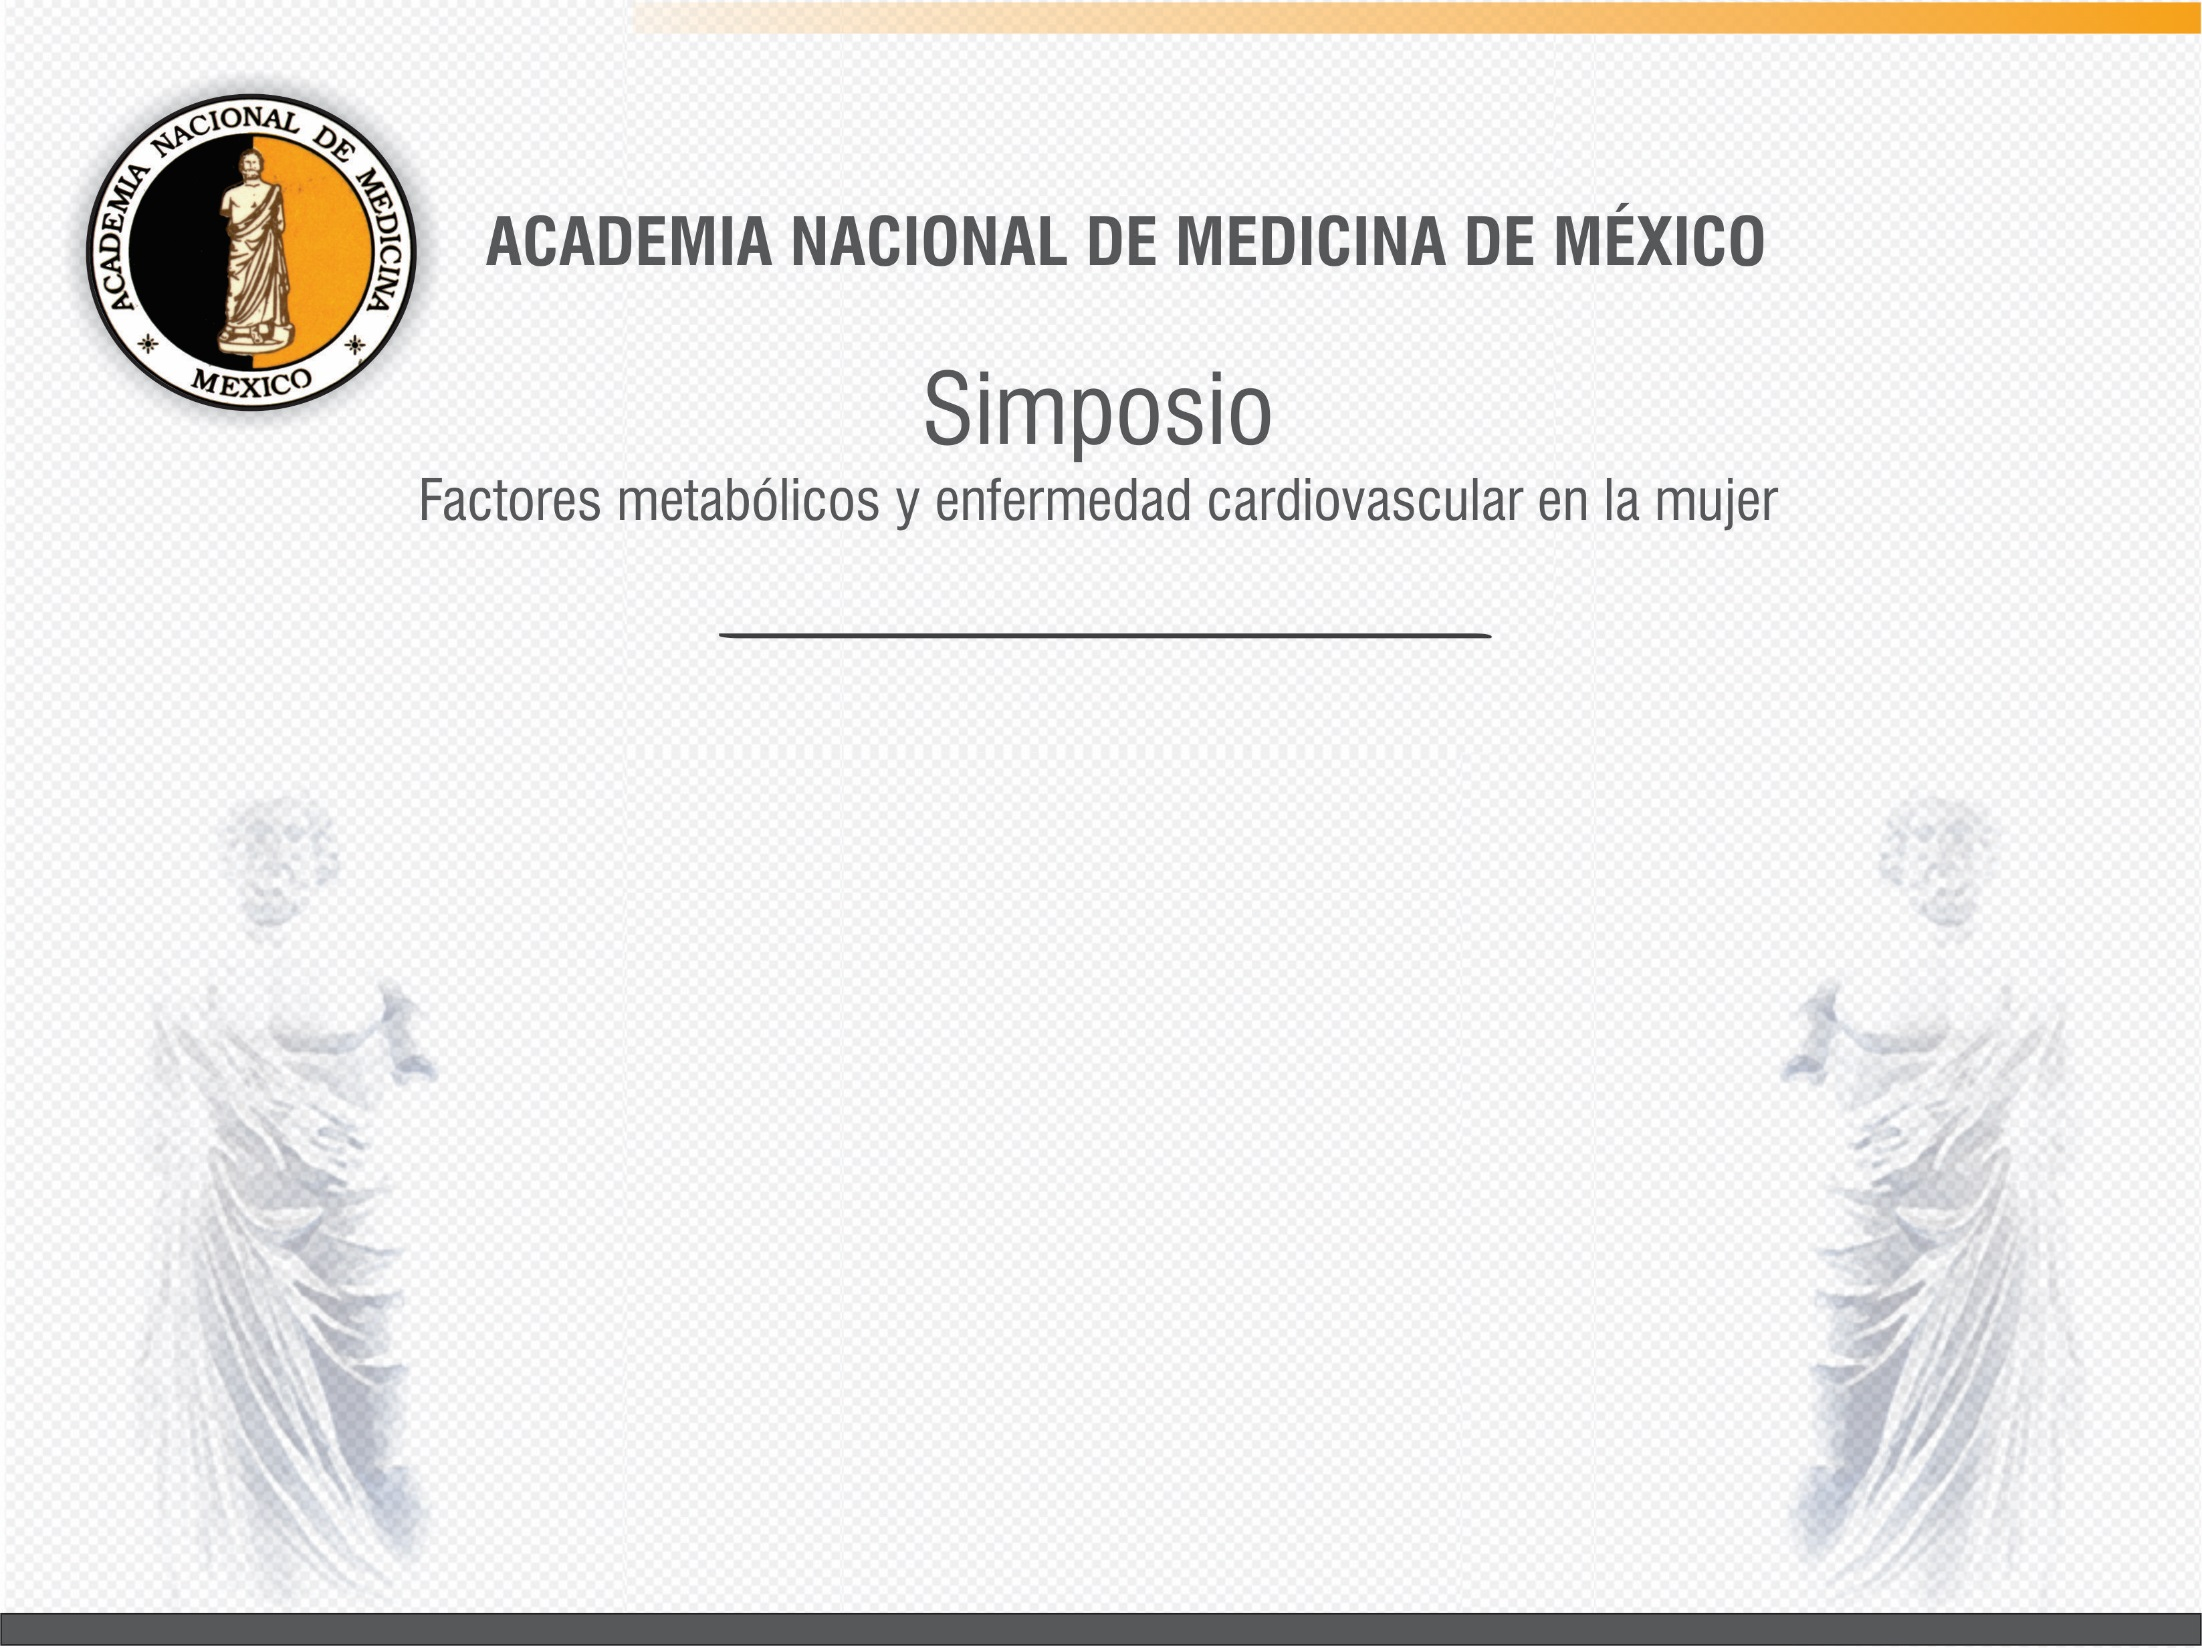 ACADEMIA NACIONAL DE MEDICINA
MEXICO
ACADEMIA NACIONAL DE MEDICINA DE MÉXICO
Simposio
Factores metabólicos y enfermedad cardiovascular en la mujer